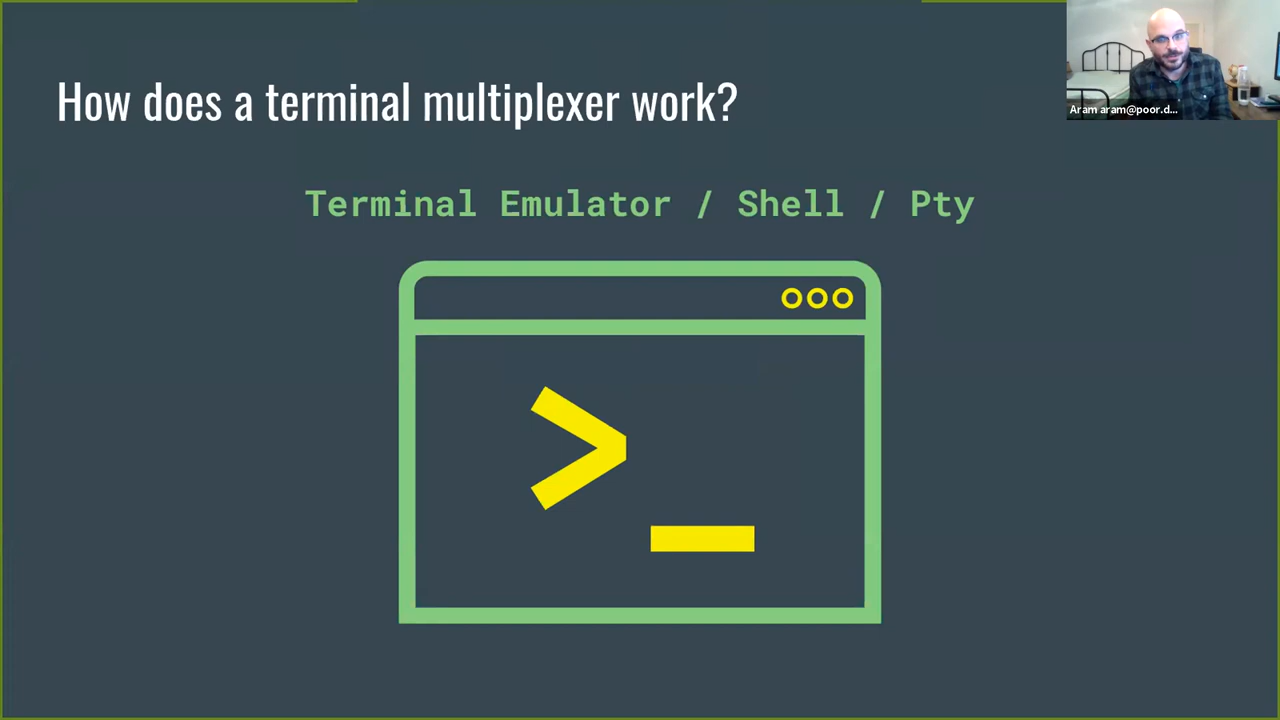 How does a terminal multiplexer work?
Terminal Emulator / Shell / Pty
>_
Aram aram@poor.d...